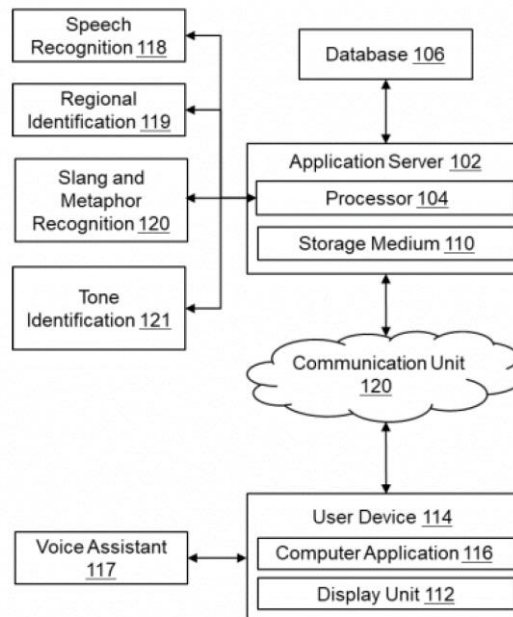 Speech
Recognition 118
Regional
Identification 119
Slang and
Metaphor
Recognition 120
Tone
Identification 121
Database 106
Application Server 102
Processor 104
Storage Medium 110
Communication Unit
120
User Device 114
Computer Application 116
Display Unit 112
Voice Assistant
117